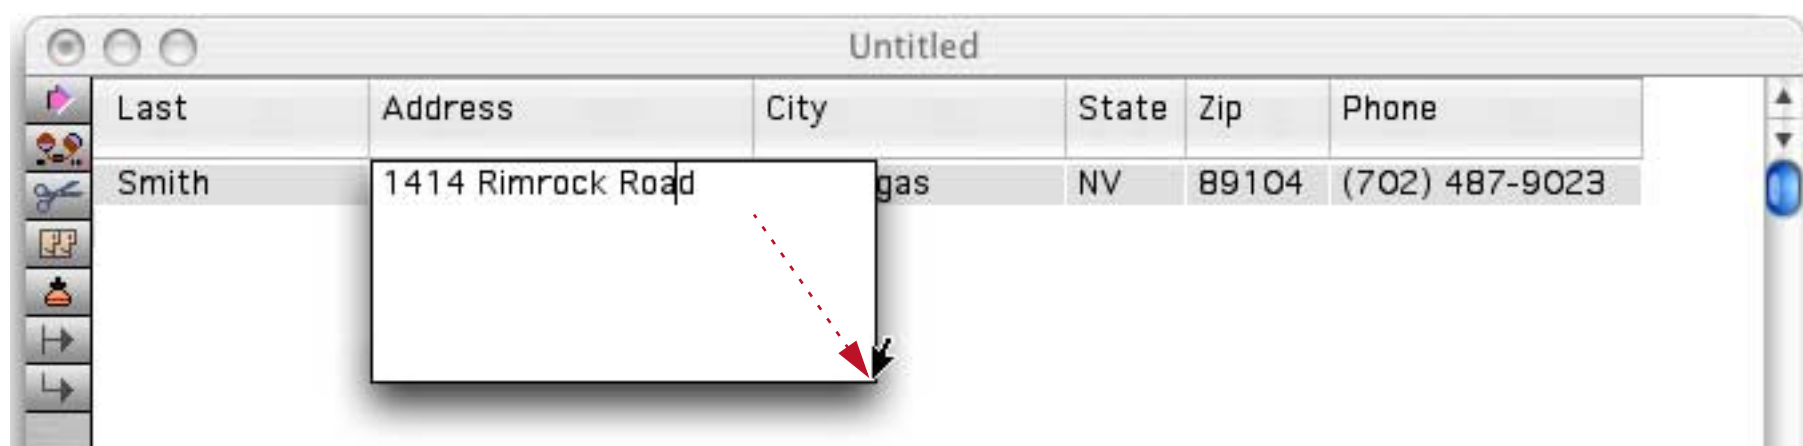 Untitled
Last Address City State Zip Phone
Smith 1414 Rimrock Road gas NV 89104 (702) 487-9023